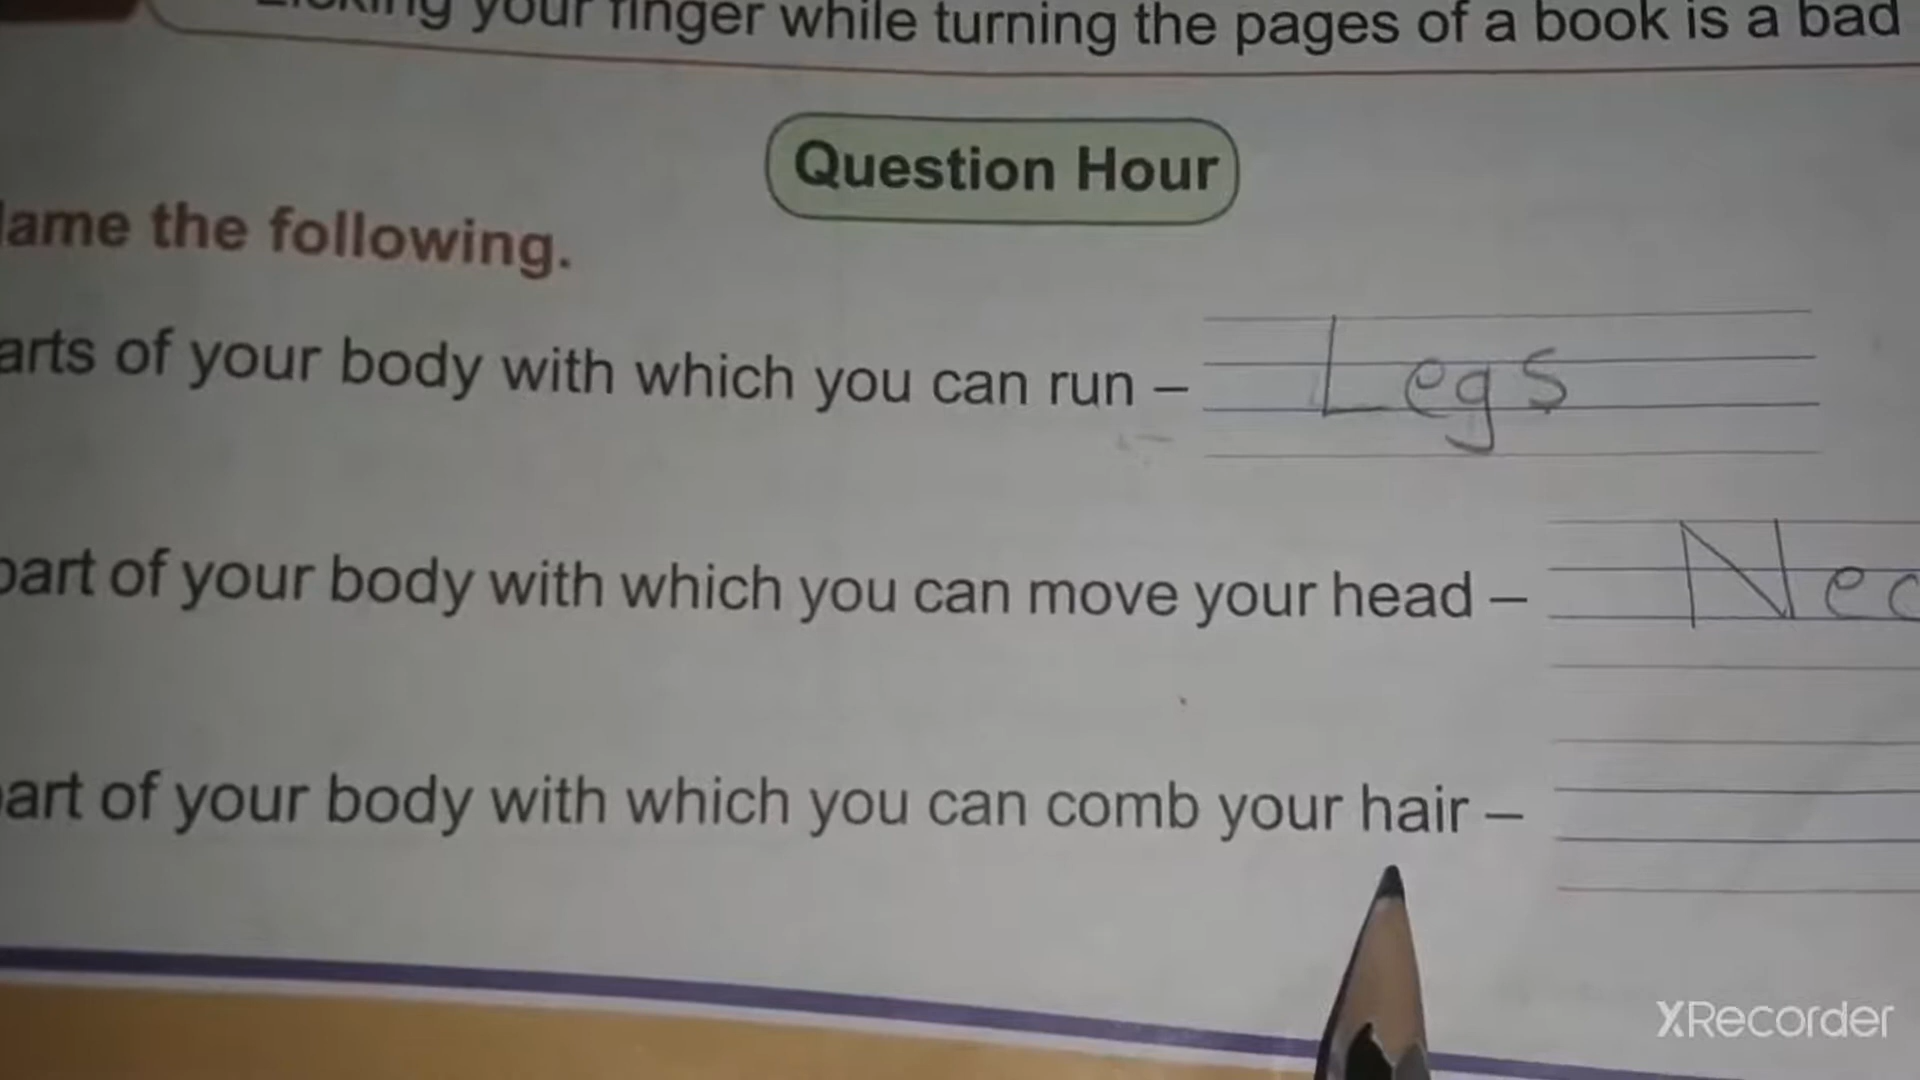 your finger while turning the pages of a book is a bad
Question Hour
ame the following.
arts of your body with which you can run – Legs
part of your body with which you can move your head – Nec
art of your body with which you can comb your hair –
XRecorder